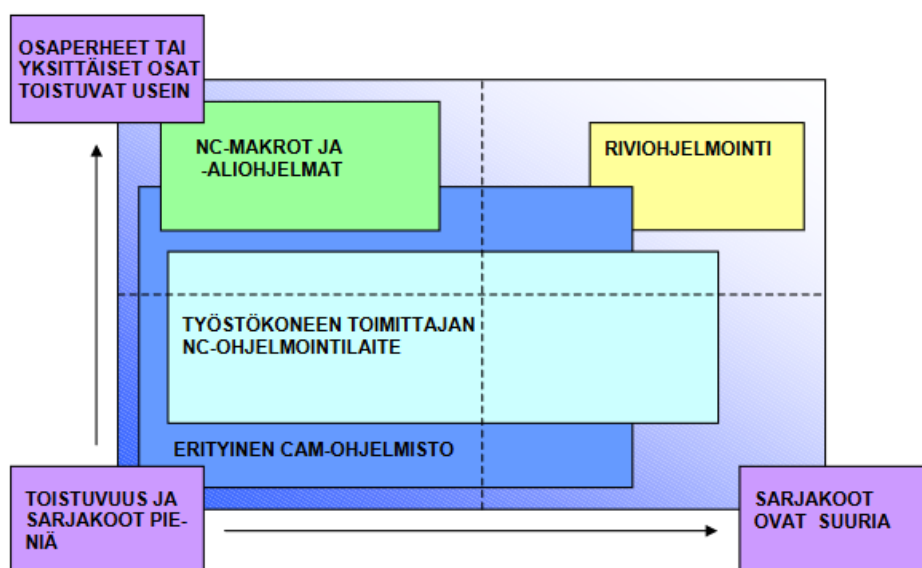 OSAPERHEET TAI
YKSITTÄISET OSAT
TOISTUVAT USEIN
NC-MAKROT JA
-ALIOHJELMAT
RIVIOHJELMOINTI
TYÖSTÖKONEEN TOIMITTAJAN
NC-OHJELMOINTILAITE
ERITYINEN CAM-OHJELMISTO
TOISTUVUUS JA
SARJAKOOT PIE-
NIÄ
SARJAKOOT
OVAT SUURIA